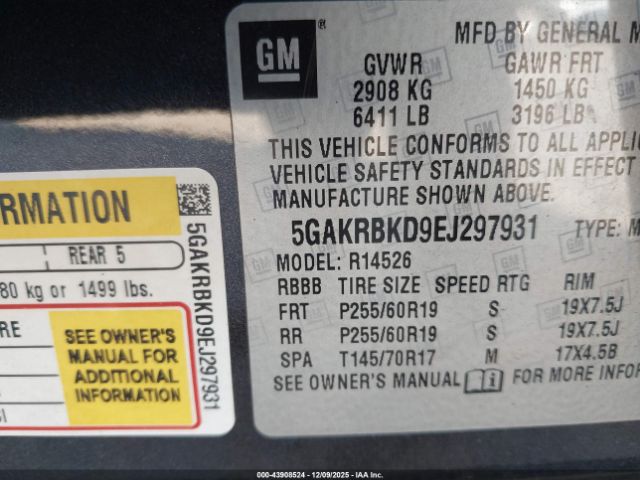 RMATION
REAR 5
80 kg or 1499 lbs.
RE
SEE OWNER'S
MANUAL FOR
ADDITIONAL
INFORMATION
5GAKRBKD9EJ297931
GM
®
MFD BY GENERAL M
GVWR GAWR FRT
2908 KG 1450 KG
6411 LB 3196 LB
THIS VEHICLE CONFORMS TO ALL APPLIC
VEHICLE SAFETY STANDARDS IN EFFECT
MANUFACTURE SHOWN ABOVE.
5GAKRBKD9EJ297931 TYPE: M
MODEL: R14526
RBBB TIRE SIZE SPEED RTG RIM
FRT P255/60R19 S 19X7.5J
RR P255/60R19 S 19X7.5J
SPA T145/70R17 M 17X4.5B
SEE OWNER'S MANUAL FOR MORE INFOR
000-43908524 - 12/09/2025 - IAA, Inc.